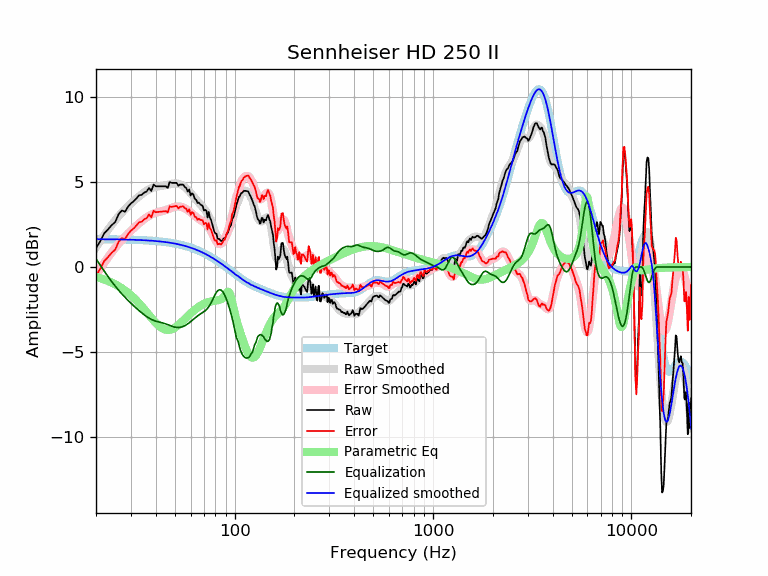 Sennheiser HD 250 II
10
5
0
−5
−10
Amplitude (dBr)
100
1000
10000
Frequency (Hz)
Target
Raw Smoothed
Error Smoothed
Raw
Error
Parametric Eq
Equalization
Equalized smoothed